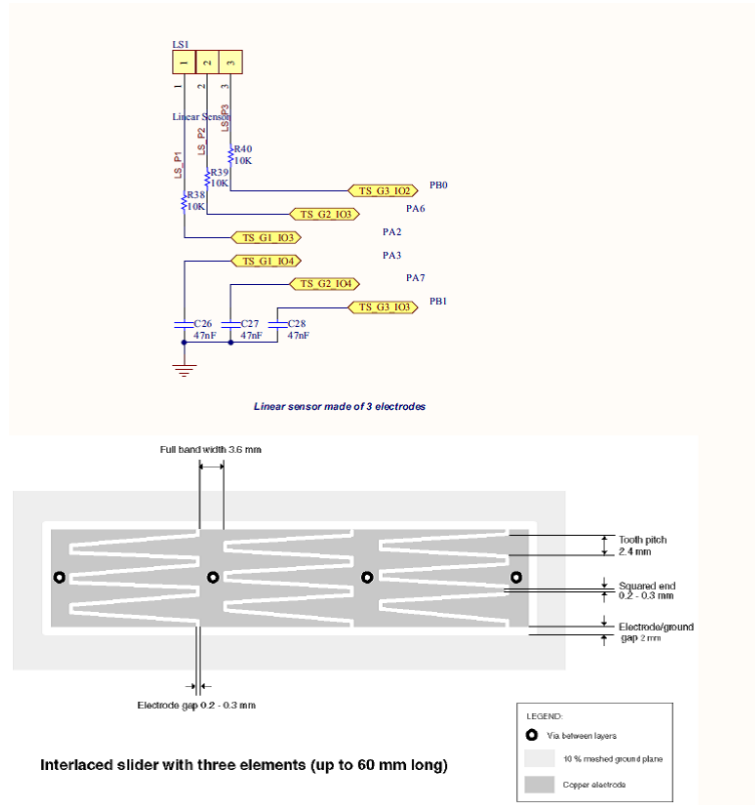 LS1
1
2
3
1
2
3
Linear Sensor
LS_P1
LS_P2
LS_P3
R40
10K
R39
10K
R38
10K
TS_G3_IO2
PB0
TS_G2_IO3
PA6
TS_G1_IO3
PA2
TS_G1_IO4
PA3
TS_G2_IO4
PA7
TS_G3_IO3
PB1
C26
47nF
C27
47nF
C28
47nF
Linear sensor made of 3 electrodes
Full band width 3.6 mm
Tooth pitch
2.4 mm
Squared end
0.2 - 0.3 mm
Electrode/ground
gap 2 mm
Electrode gap 0.2 - 0.3 mm
LEGEND:
Via between layers
10 % meshed ground plane
Copper electrode
Interlaced slider with three elements (up to 60 mm long)